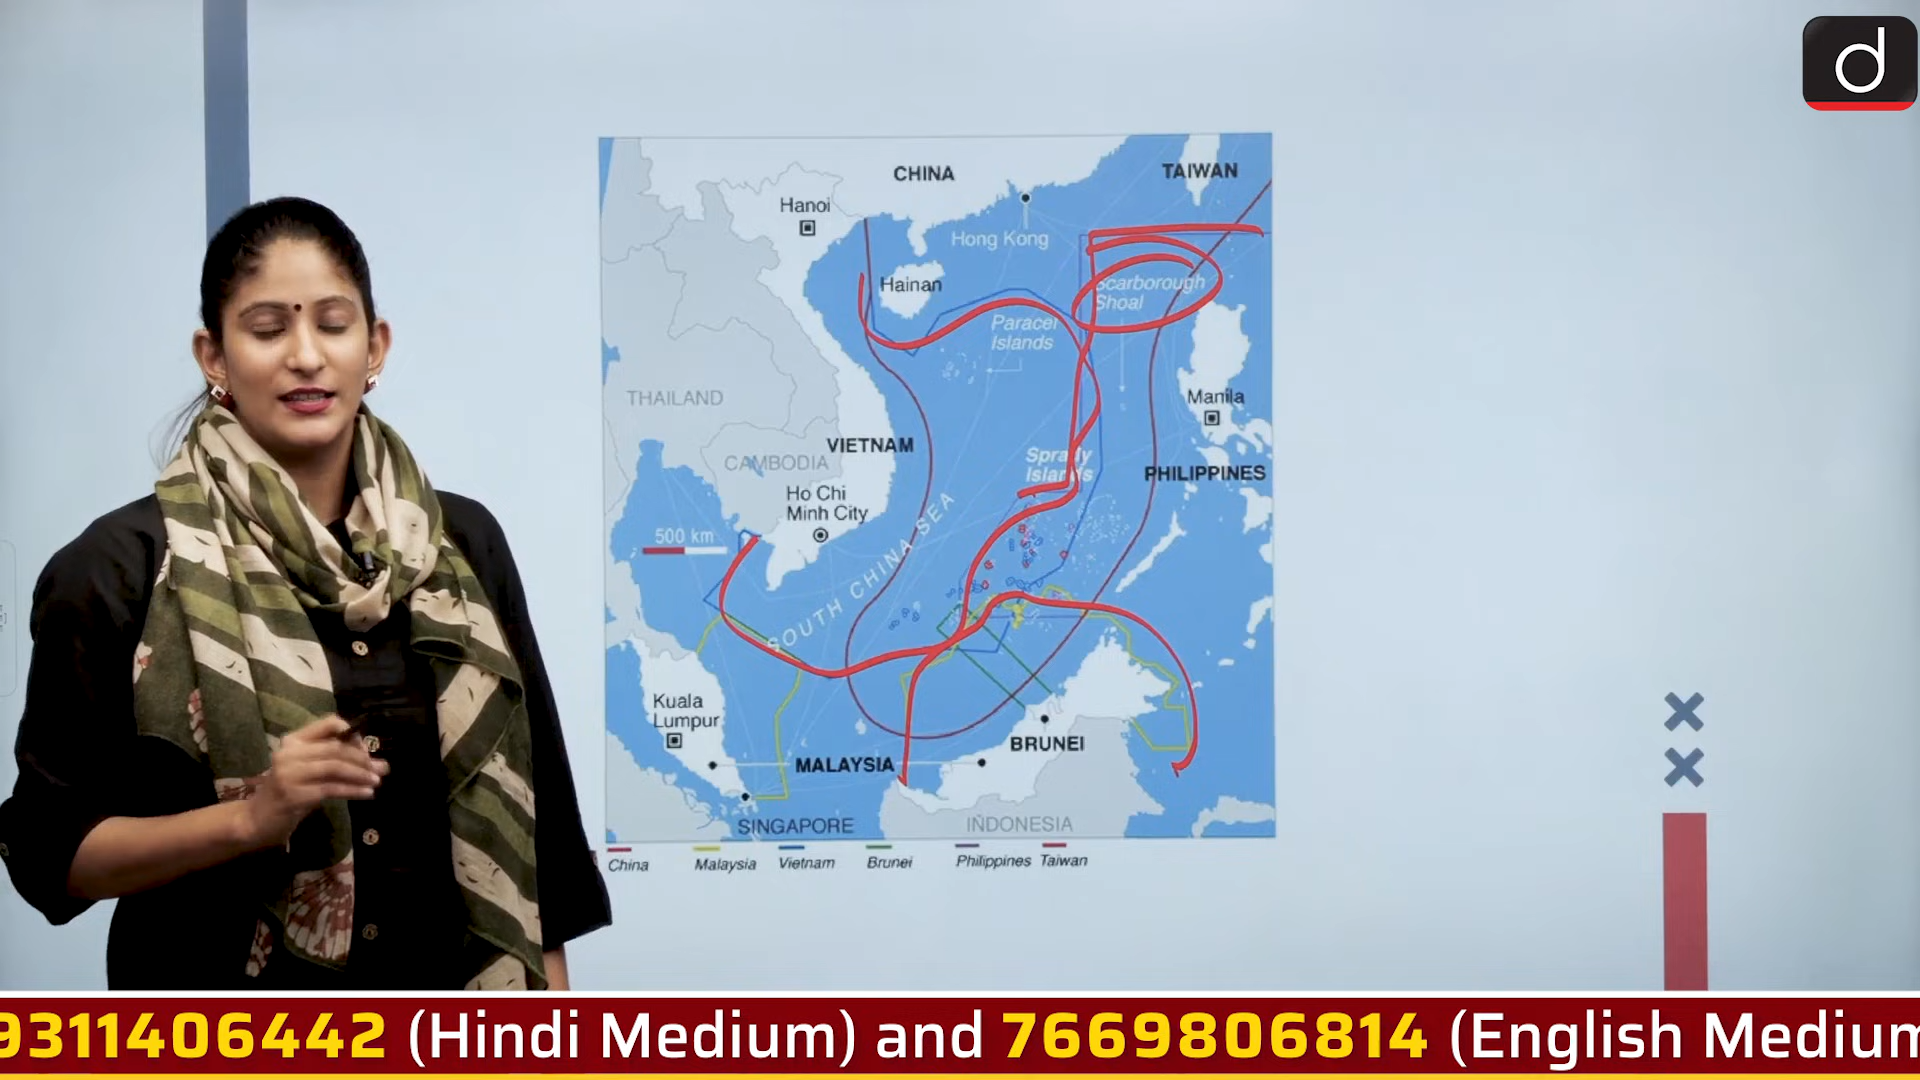 d
CHINA
TAIWAN
Hanoi
Hong Kong
Hainan
Scarborough
Shoal
Paracel
Islands
THAILAND
Manila
VIETNAM
CAMBODIA
Spratly
Islands
PHILIPPINES
Ho Chi
Minh City
500 km
SOUTH CHINA SEA
Kuala
Lumpur
BRUNEI
MALAYSIA
SINGAPORE
INDONESIA
China Malaysia Vietnam Brunei Philippines Taiwan
9311406442 (Hindi Medium) and 7669806814 (English Medium